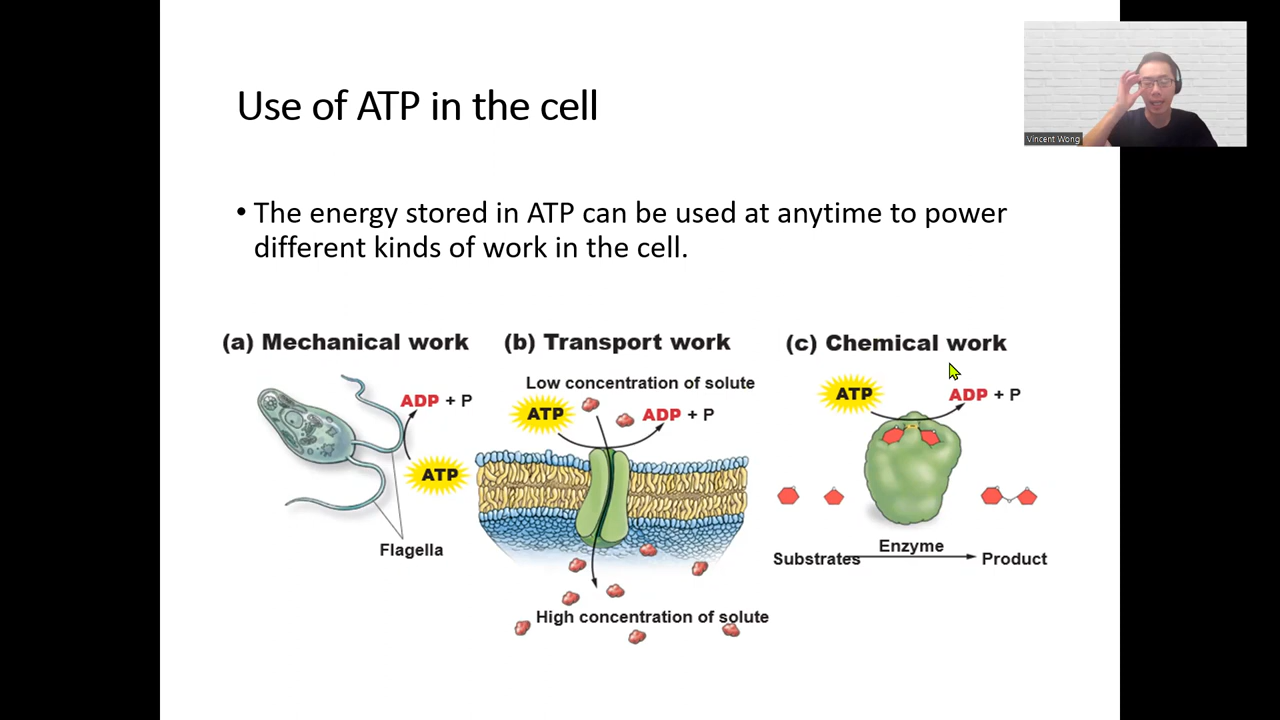 Use of ATP in the cell
Vincent Wong
• The energy stored in ATP can be used at anytime to power
different kinds of work in the cell.
(a) Mechanical work
ADP + P
ATP
Flagella
(b) Transport work
Low concentration of solute
ATP
ADP + P
High concentration of solute
(c) Chemical work
ATP
ADP + P
Enzyme
Substrates
Product